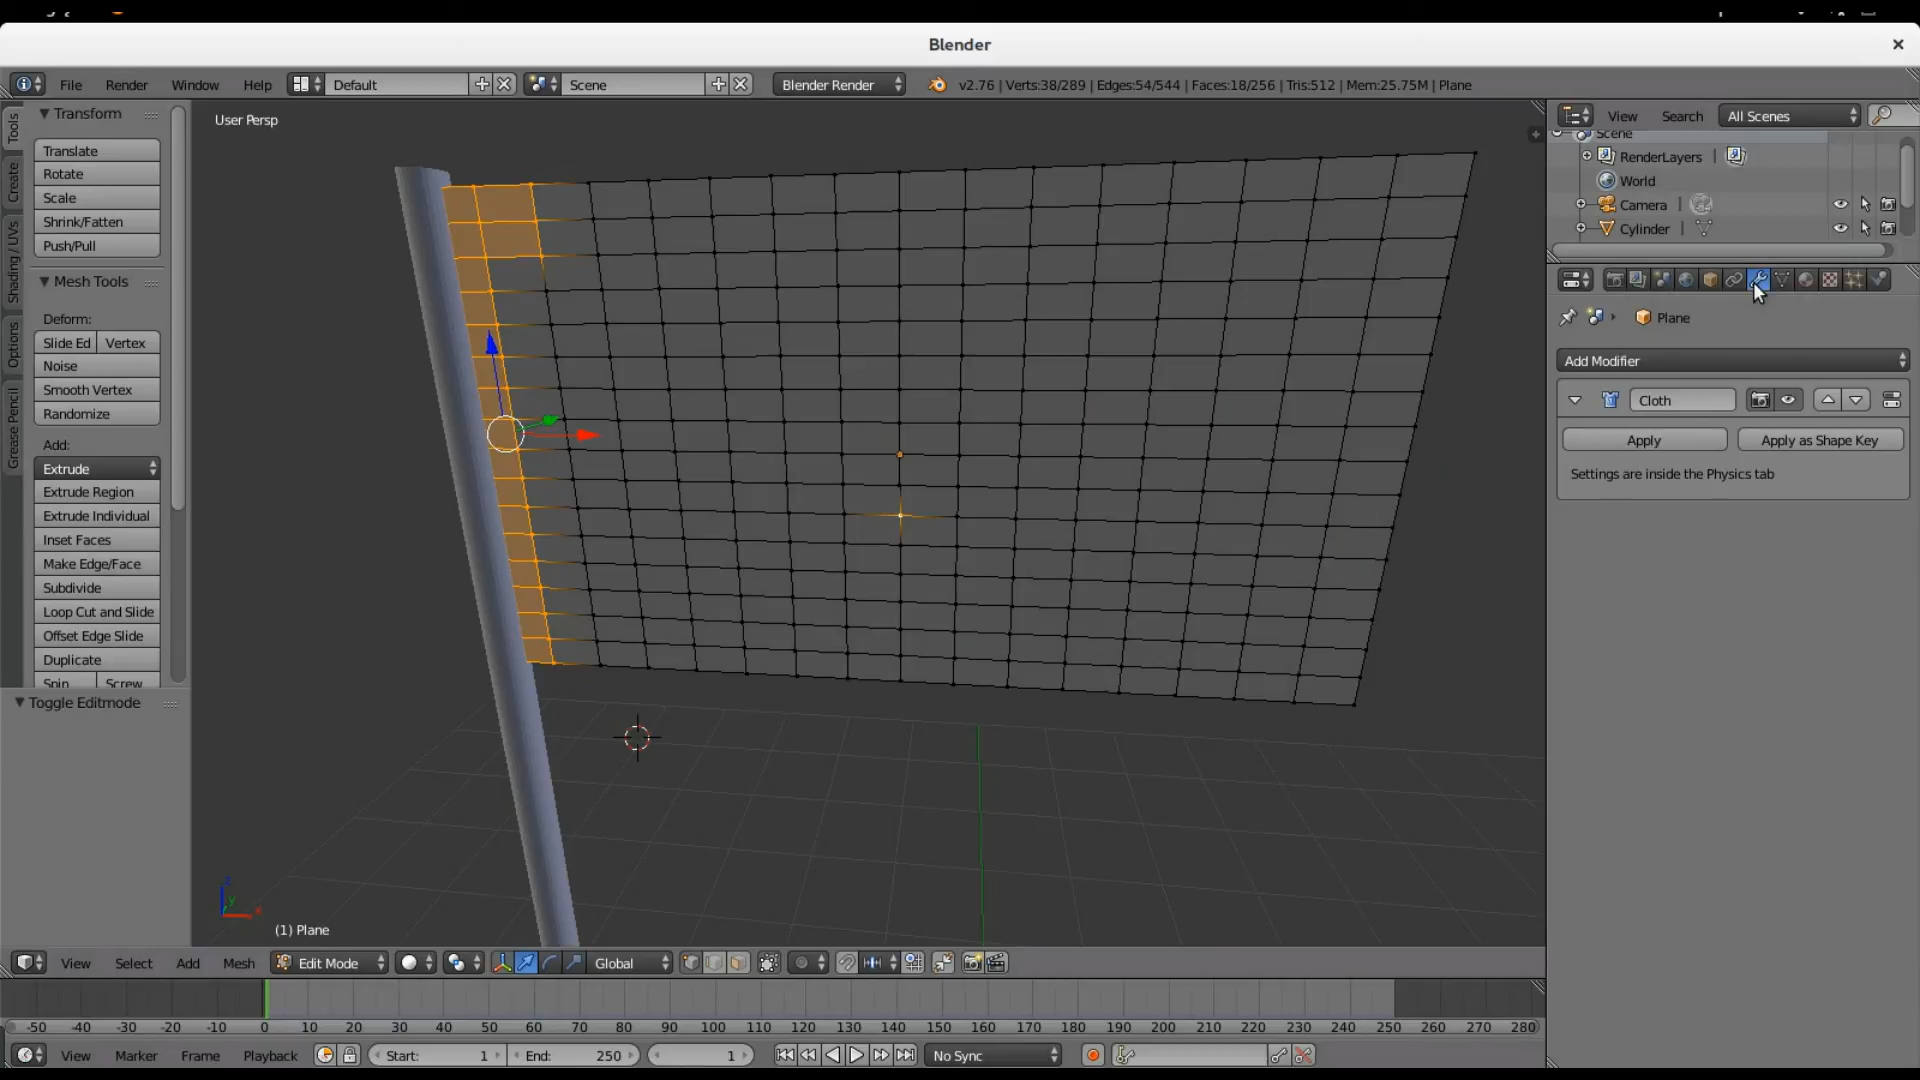 Blender
File Render Window Help Default Scene Blender Render v2.76 | Verts:38/289 | Edges:54/544 | Faces:18/256 | Tris:512 | Mem:25.75M | Plane
Tools
Create
Shading / UVs
Options
Grease Pencil
Transform
Translate
Rotate
Scale
Shrink/Fatten
Push/Pull
Mesh Tools
Deform:
Slide Ed Vertex
Noise
Smooth Vertex
Randomize
Add:
Extrude
Extrude Region
Extrude Individual
Inset Faces
Make Edge/Face
Subdivide
Loop Cut and Slide
Offset Edge Slide
Duplicate
Spin Screw
Toggle Editmode
User Persp
z
y
x
(1) Plane
View Search All Scenes
Scene
RenderLayers |
World
Camera |
Cylinder |
Plane
Add Modifier
Cloth
Apply Apply as Shape Key
Settings are inside the Physics tab
View Select Add Mesh Edit Mode Global
-50 -40 -30 -20 -10 0 10 20 30 40 50 60 70 80 90 100 110 120 130 140 150 160 170 180 190 200 210 220 230 240 250 260 270 280
View Marker Frame Playback Start: 1 End: 250 1 No Sync